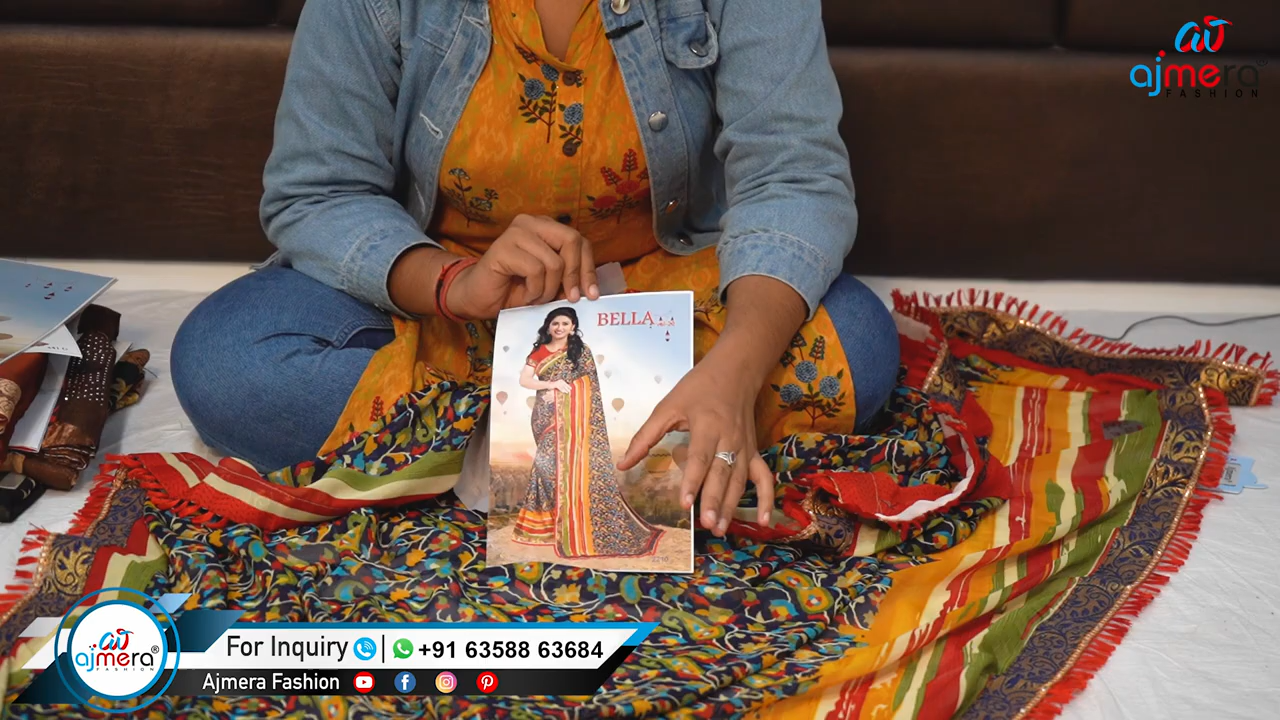 ajmera®
FASHION
BELLA
ajmera®
FASHION
For Inquiry | +91 63588 63684
Ajmera Fashion